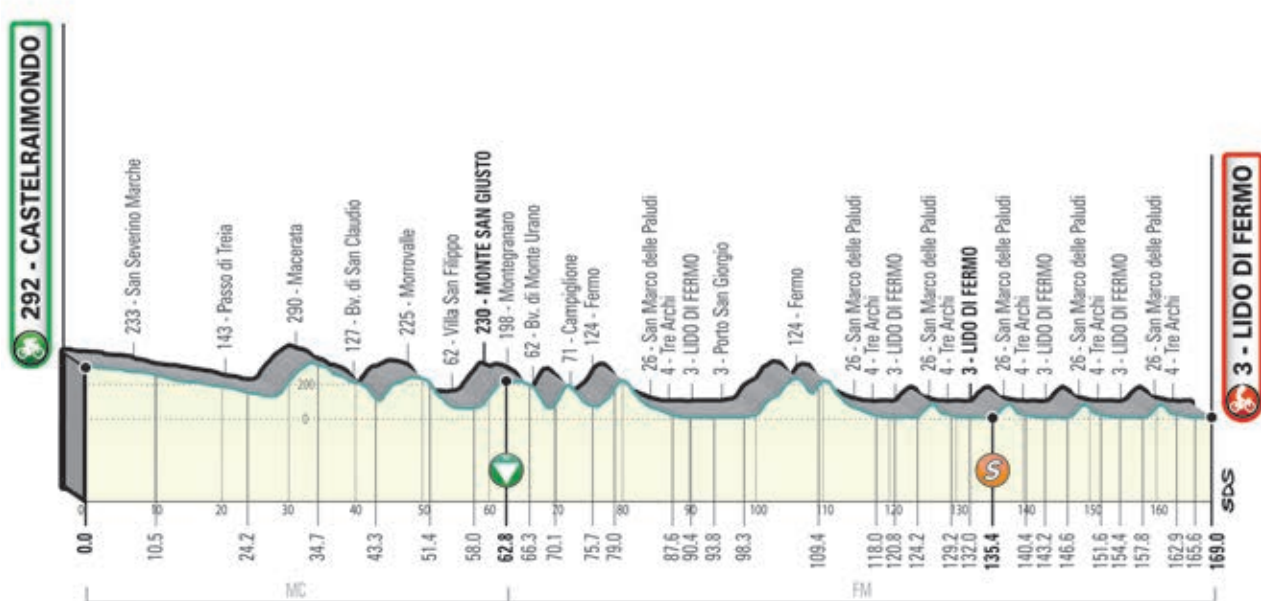 292 - CASTELRAIMONDO
233 - San Severino Marche
143 - Passo di Treia
290 - Macerata
127 - Bv. di San Claudio
225 - Morrovalle
62 - Villa San Filippo
230 - MONTE SAN GIUSTO
198 - Montegranaro
62 - Bv. di Monte Urano
71 - Campiglione
124 - Fermo
26 - San Marco delle Paludi
4 - Tre Archi
3 - LIDO DI FERMO
3 - Porto San Giorgio
124 - Fermo
26 - San Marco delle Paludi
4 - Tre Archi
3 - LIDO DI FERMO
26 - San Marco delle Paludi
4 - Tre Archi
3 - LIDO DI FERMO
26 - San Marco delle Paludi
4 - Tre Archi
3 - LIDO DI FERMO
26 - San Marco delle Paludi
4 - Tre Archi
3 - LIDO DI FERMO
26 - San Marco delle Paludi
4 - Tre Archi
3 - LIDO DI FERMO
200
0
S
SDS
0 10 20 30 40 50 60 70 80 90 100 110 120 130 140 150 160
0.0
10.5
24.2
34.7
43.3
51.4
58.0
62.8
66.3
70.1
75.7
79.0
87.6
90.4
93.8
98.3
109.4
118.0
120.8
124.2
129.2
132.0
135.4
140.4
143.2
146.6
151.6
154.4
157.8
162.9
165.6
169.0
MC
FM